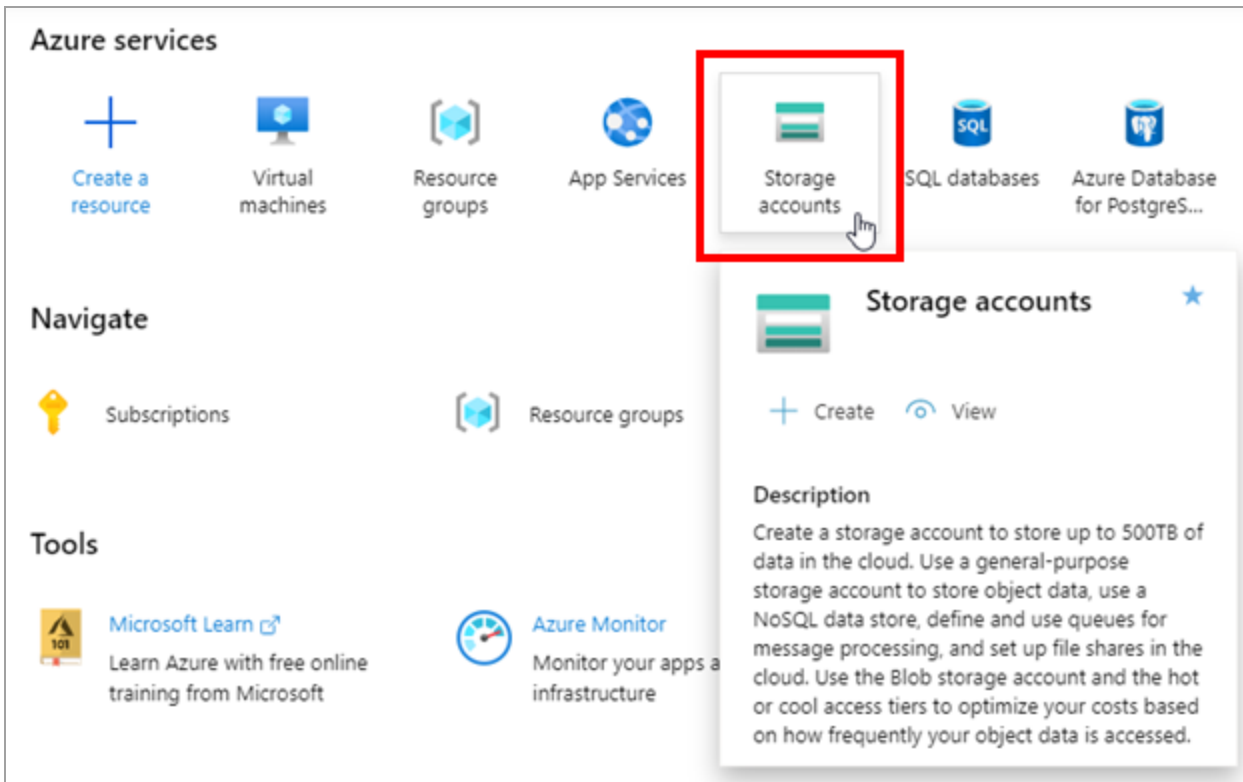 Azure services
Create a
resource
Virtual
machines
Resource
groups
App Services
Storage
accounts
SQL
SQL databases
Azure Database
for PostgreS...
Navigate
Subscriptions
Resource groups
Tools
101
Microsoft Learn
Learn Azure with free online
training from Microsoft
Azure Monitor
Monitor your apps a
infrastructure
Storage accounts
Create
View
Description
Create a storage account to store up to 500TB of
data in the cloud. Use a general-purpose
storage account to store object data, use a
NoSQL data store, define and use queues for
message processing, and set up file shares in the
cloud. Use the Blob storage account and the hot
or cool access tiers to optimize your costs based
on how frequently your object data is accessed.